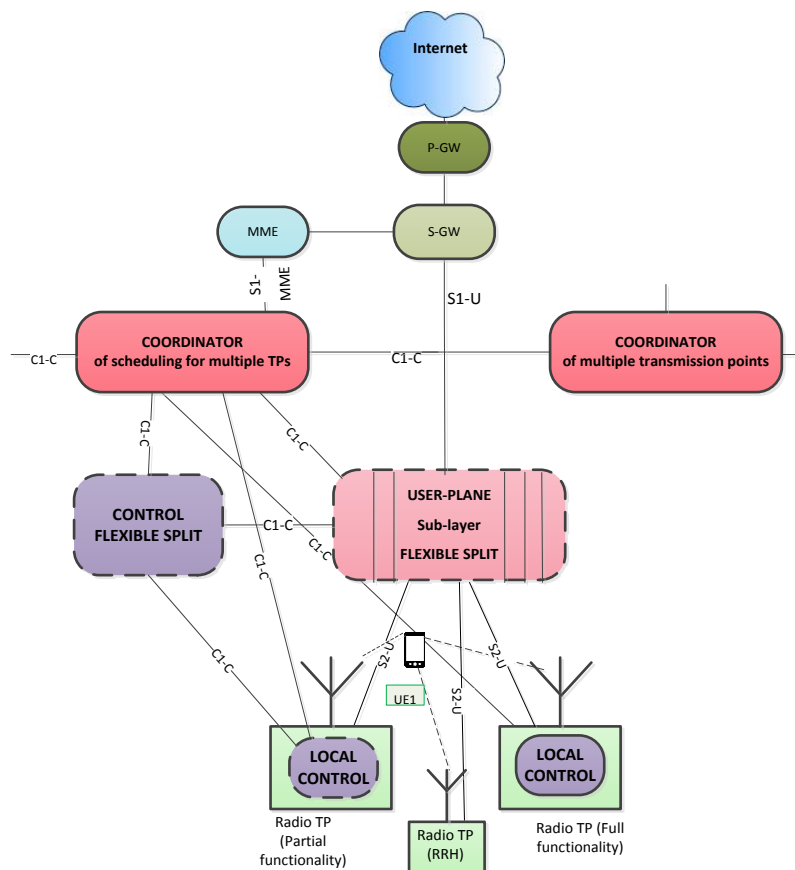 Internet
P-GW
MME
S-GW
S1-
MME
S1-U
COORDINATOR
of scheduling for multiple TPs
COORDINATOR
of multiple transmission points
C1-C
C1-C
C1-C
C1-C
CONTROL
FLEXIBLE SPLIT
C1-C
USER-PLANE
Sub-layer
FLEXIBLE SPLIT
C1-C
C1-C
C1-C
S2-U
S2-U
S2-U
UE1
LOCAL
CONTROL
LOCAL
CONTROL
Radio TP
(Partial
functionality)
Radio TP
(RRH)
Radio TP (Full
functionality)